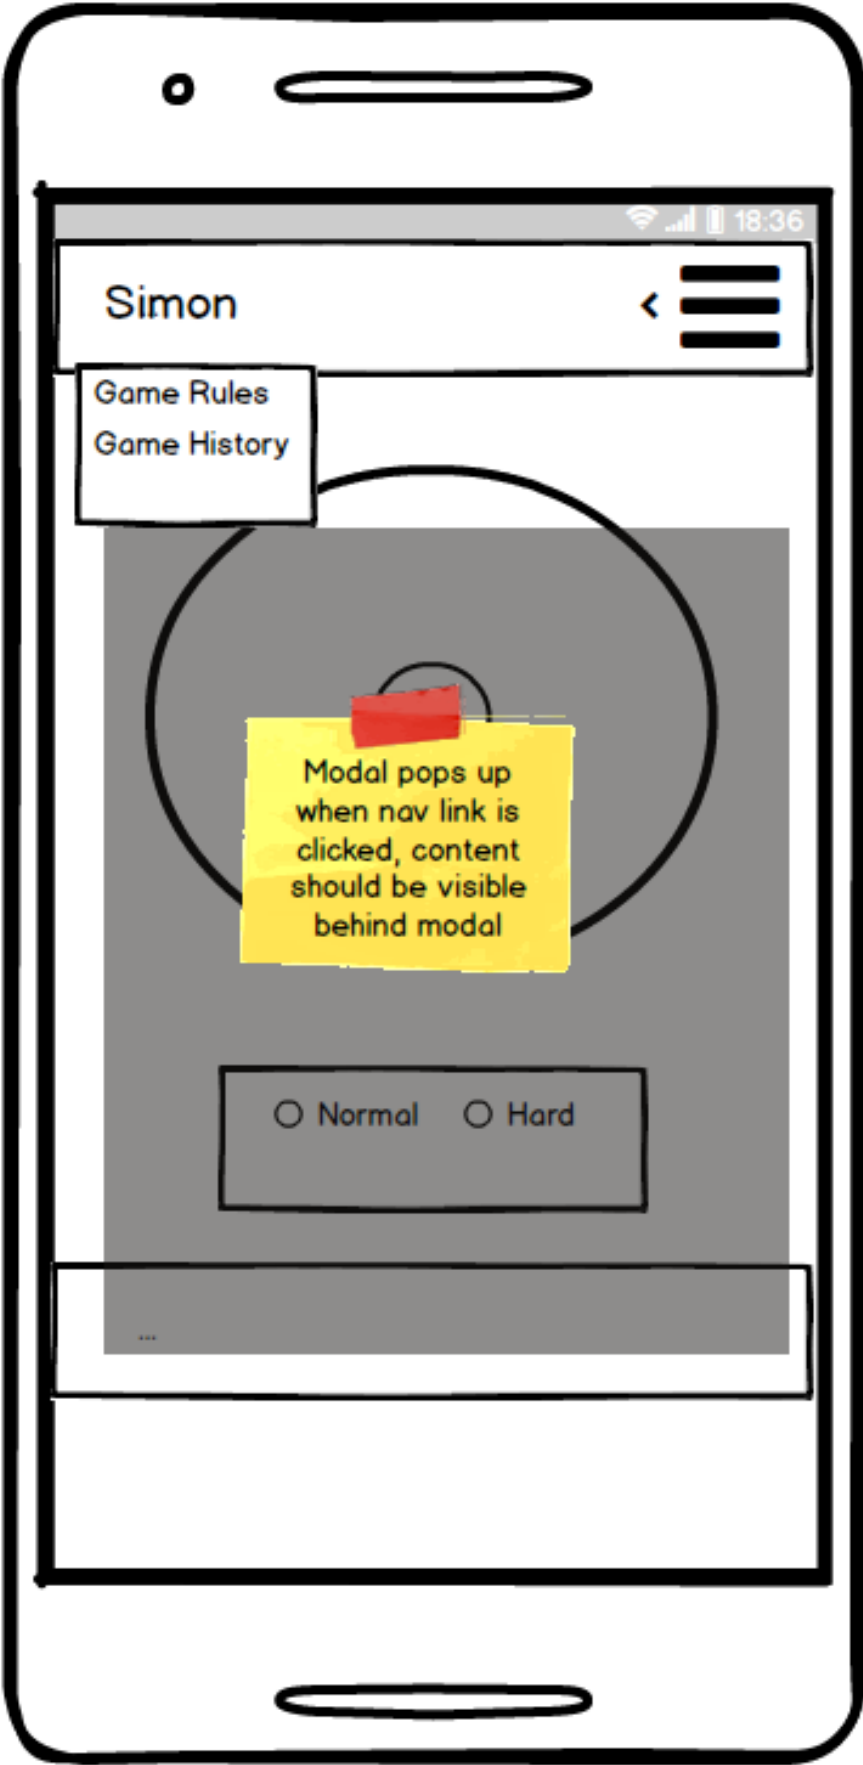 18:36
Simon
Game Rules
Game History
Modal pops up
when nav link is
clicked, content
should be visible
behind modal
Normal Hard
...